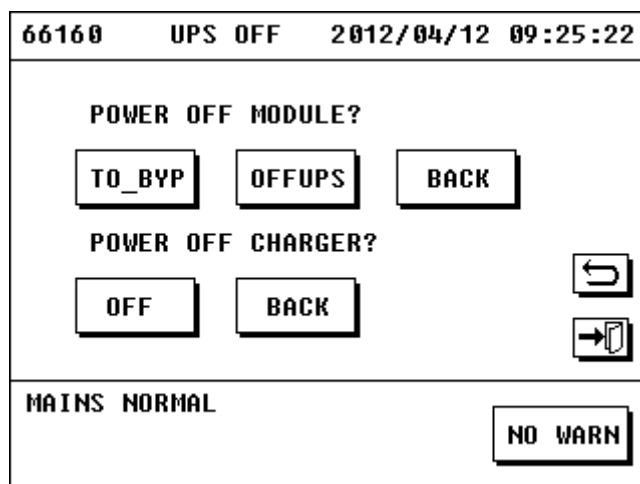 66160 UPS OFF 2012/04/12 09:25:22
POWER OFF MODULE?
TO_BYP OFFUPS BACK
POWER OFF CHARGER?
OFF BACK
MAINS NORMAL
NO WARN